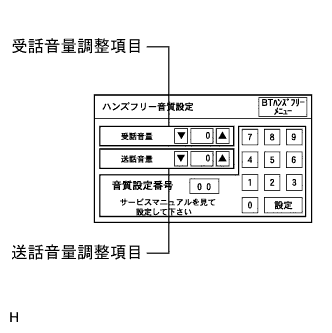 受話音量調整項目
ハンズフリー音質設定
BTハンズフリー
メニュー
受話音量 ▼ 0 ▲
7 8 9
送話音量 ▼ 0 ▲
4 5 6
音質設定番号 0 0
1 2 3
サービスマニュアルを見て
設定して下さい
0 設定
送話音量調整項目
H